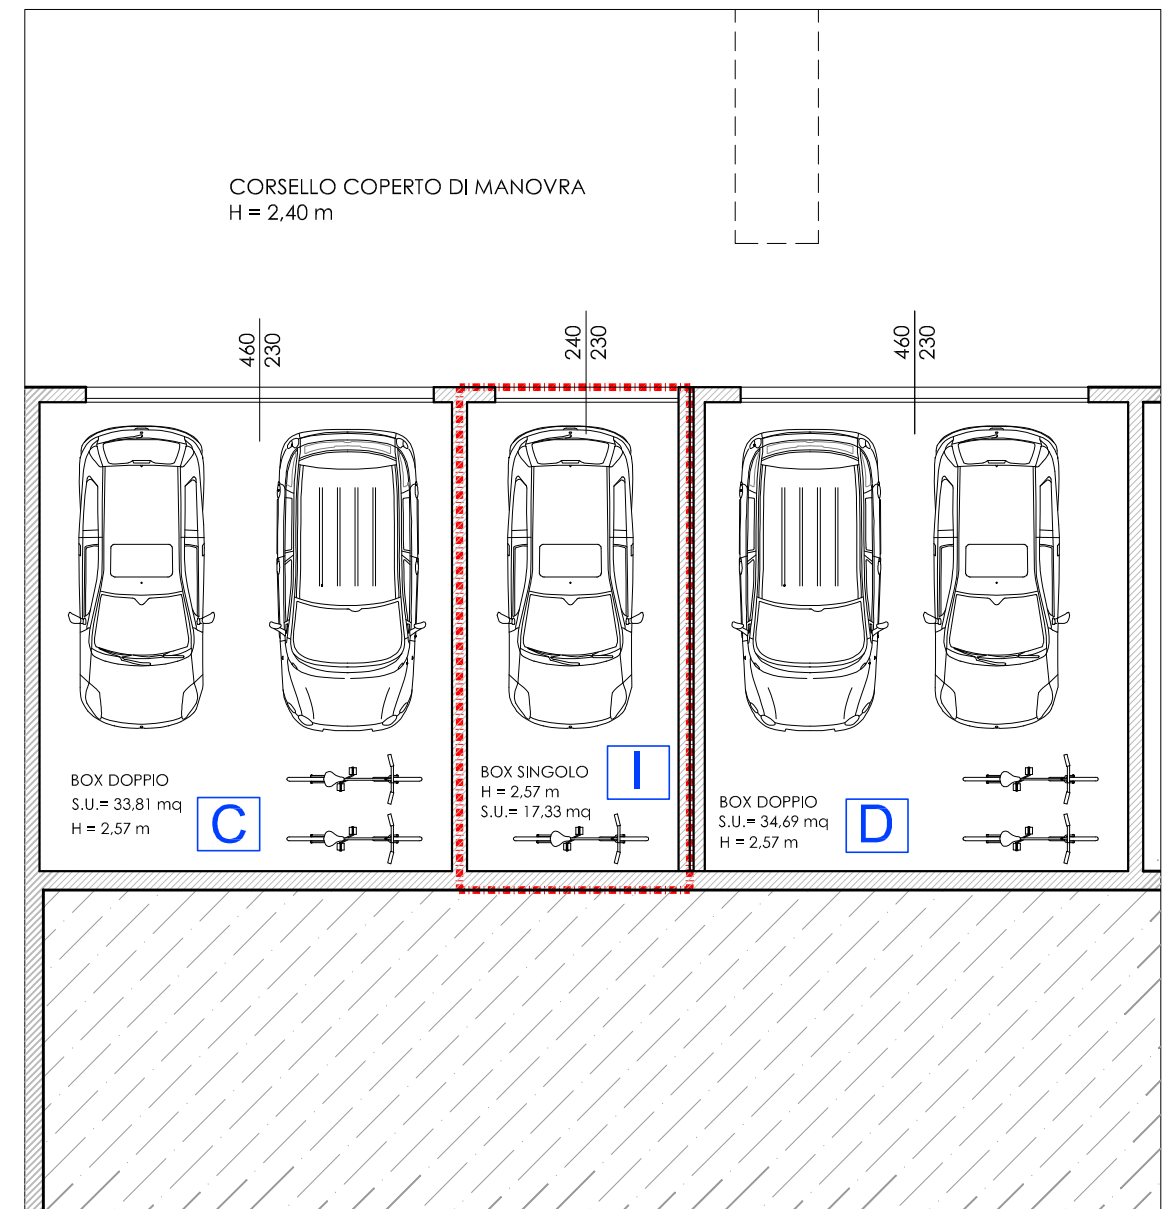 CORSELLO COPERTO DI MANOVRA
H = 2,40 m
460
230
240
230
460
230
BOX DOPPIO
S.U.= 33,81 mq
H = 2,57 m
C
BOX SINGOLO
H = 2,57 m
S.U.= 17,33 mq
I
BOX DOPPIO
S.U.= 34,69 mq
H = 2,57 m
D